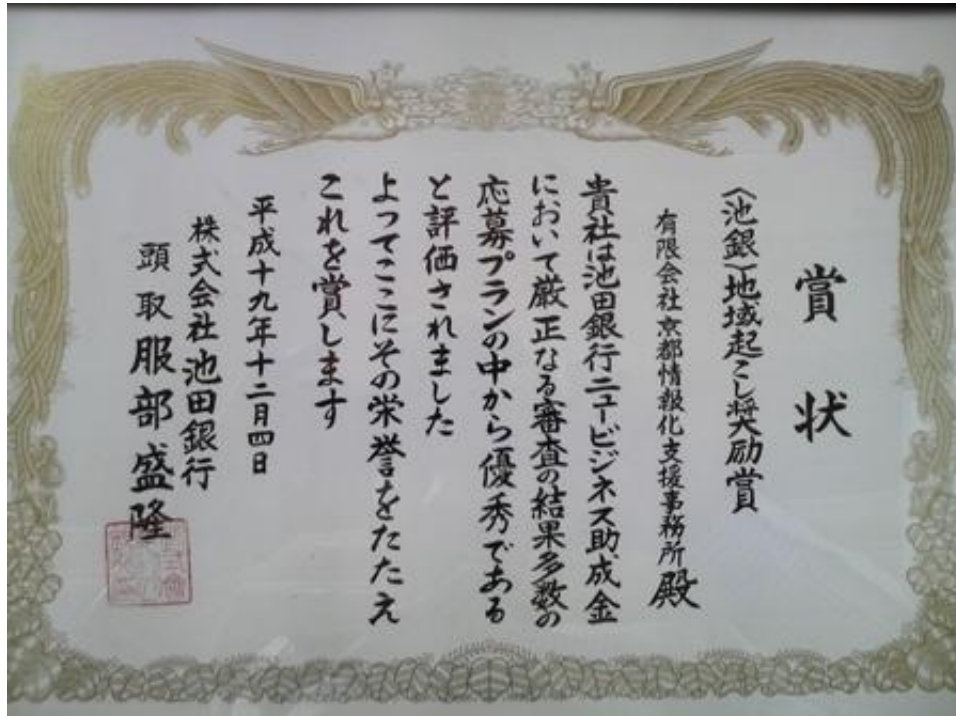 賞状
〈池銀〉地域起こし奨励賞
有限会社 京都情報化支援事務所 殿
貴社は池田銀行ニュービジネス助成金
において厳正なる審査の結果多数の
応募プランの中から優秀である
と評価されました
よってここにその栄誉をたたえ
これを賞します
平成十九年十二月四日
株式会社池田銀行
頭取 服部盛隆